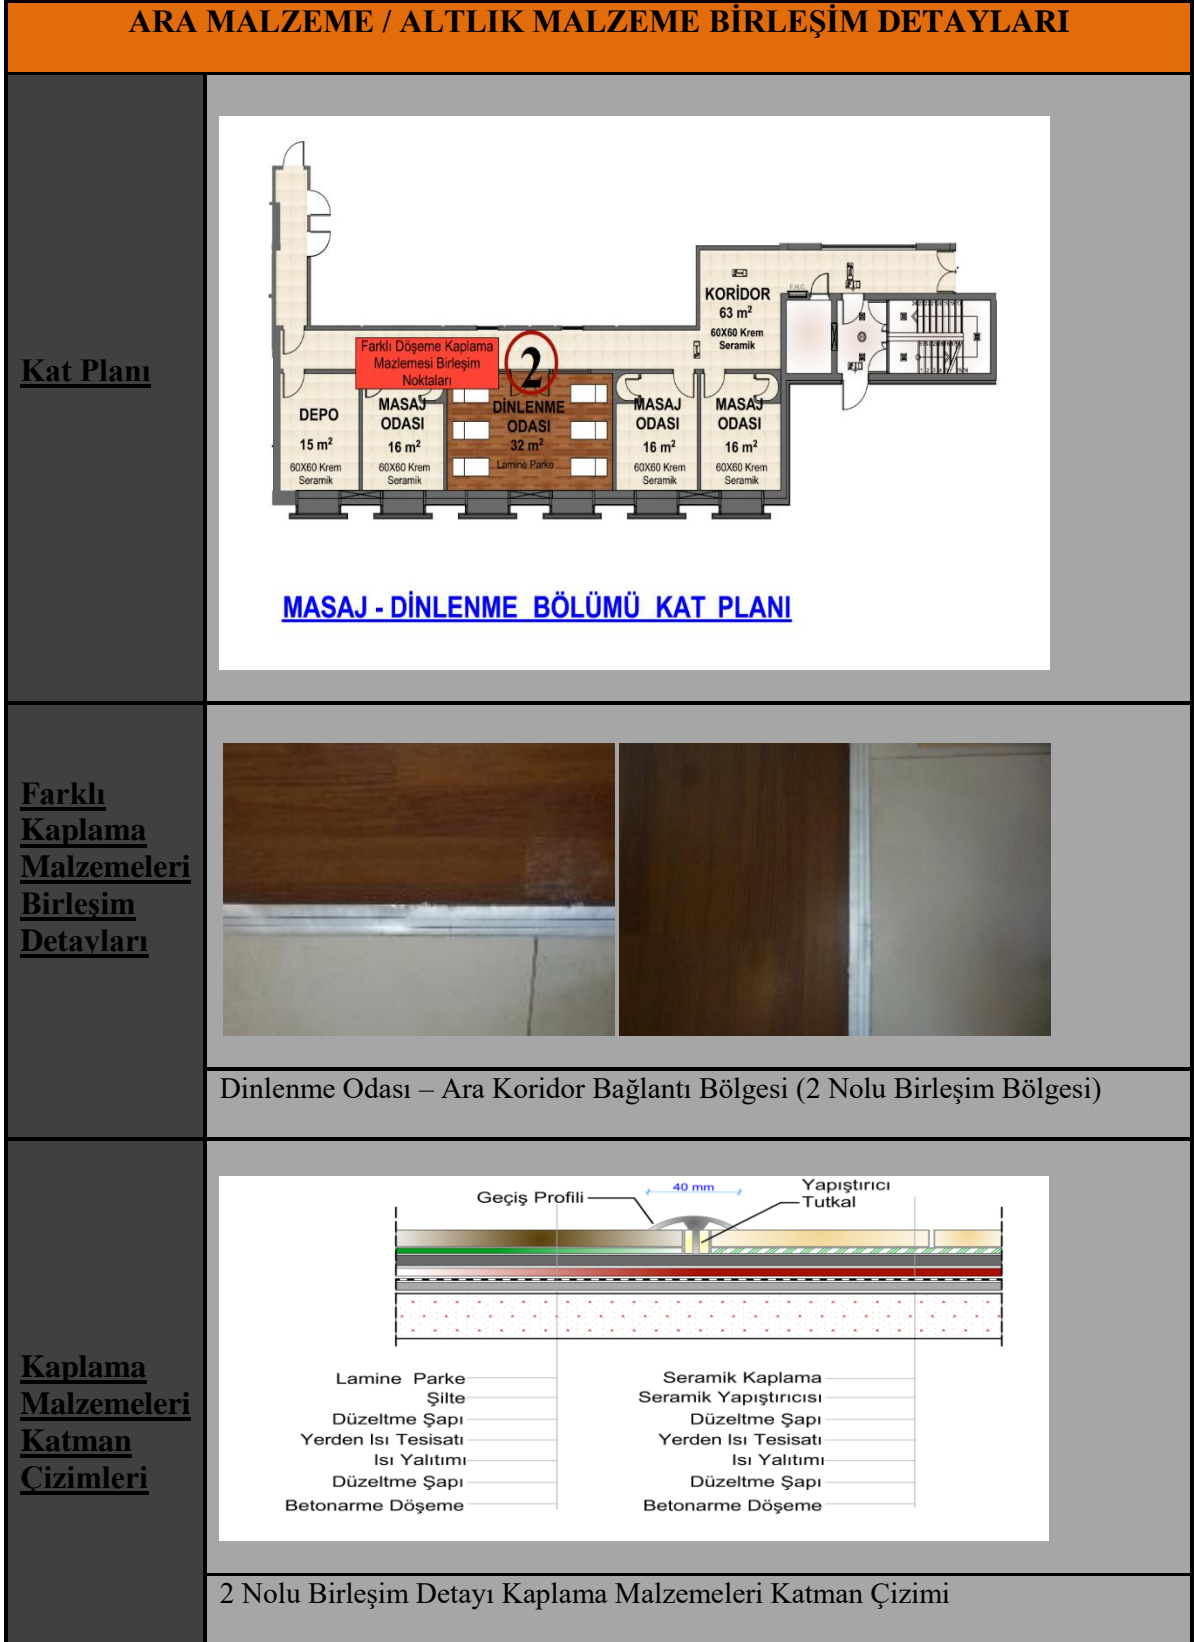 ARA MALZEME / ALTLIK MALZEME BİRLEŞİM DETAYLARI
Kat Planı
KORİDOR
63 m²
60X60 Krem
Seramik
F.H.C.
Farklı Döşeme Kaplama
Mazlemesi Birleşim
Noktaları
2
DEPO
15 m²
60X60 Krem
Seramik
MASAJ
ODASI
16 m²
60X60 Krem
Seramik
DİNLENME
ODASI
32 m²
Lamine Parke
MASAJ
ODASI
16 m²
60X60 Krem
Seramik
MASAJ
ODASI
16 m²
60X60 Krem
Seramik
MASAJ - DİNLENME BÖLÜMÜ KAT PLANI
Farklı
Kaplama
Malzemeleri
Birleşim
Detayları
Dinlenme Odası – Ara Koridor Bağlantı Bölgesi (2 Nolu Birleşim Bölgesi)
Kaplama
Malzemeleri
Katman
Çizimleri
Geçiş Profili
40 mm
Yapıştırıcı
Tutkal
Lamine Parke
Şilte
Düzeltme Şapı
Yerden Isı Tesisatı
Isı Yalıtımı
Düzeltme Şapı
Betonarme Döşeme
Seramik Kaplama
Seramik Yapıştırıcısı
Düzeltme Şapı
Yerden Isı Tesisatı
Isı Yalıtımı
Düzeltme Şapı
Betonarme Döşeme
2 Nolu Birleşim Detayı Kaplama Malzemeleri Katman Çizimi